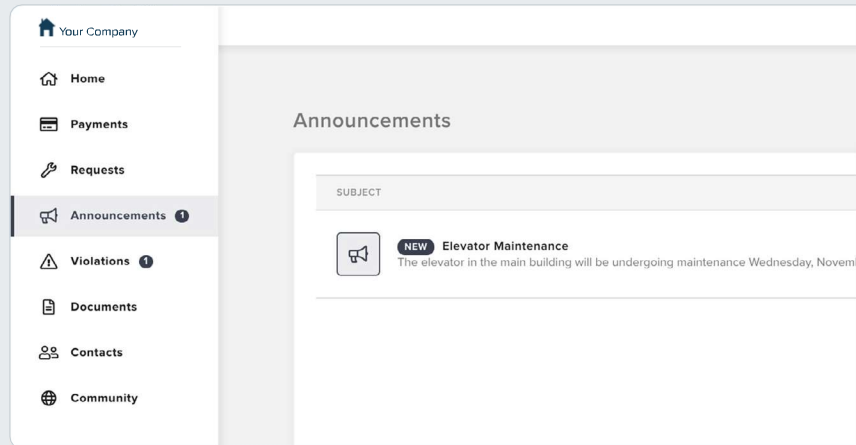 Your Company
Home
Payments
Requests
Announcements 1
Violations 1
Documents
Contacts
Community
Announcements
SUBJECT
NEW Elevator Maintenance
The elevator in the main building will be undergoing maintenance Wednesday, Novem